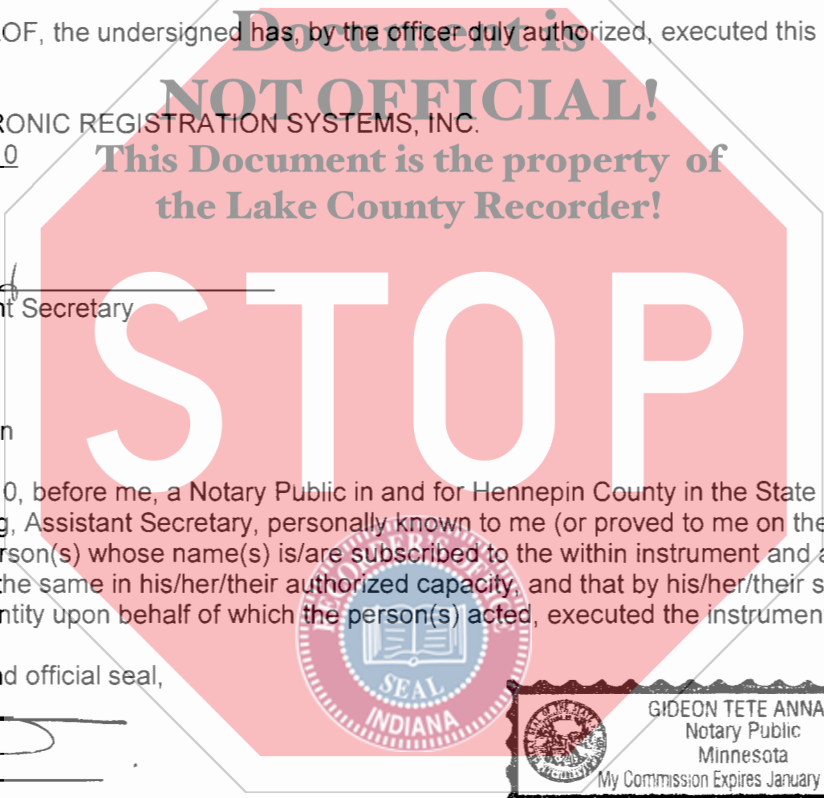 OF, the undersigned has, by the officer duly authorized, executed this
Document is
NOT OFFICIAL!
RONIC REGISTRATION SYSTEMS, INC.
0
This Document is the property of
the Lake County Recorder!
t Secretary
STOP
n
0, before me, a Notary Public in and for Hennepin County in the State
g, Assistant Secretary, personally known to me (or proved to me on the
rson(s) whose name(s) is/are subscribed to the within instrument and a
the same in his/her/their authorized capacity, and that by his/her/their s
ntity upon behalf of which the person(s) acted, executed the instrumen
RECORDER'S OFFICE
SEAL
INDIANA
d official seal,
GIDEON TETE ANNA
Notary Public
Minnesota
My Commission Expires January